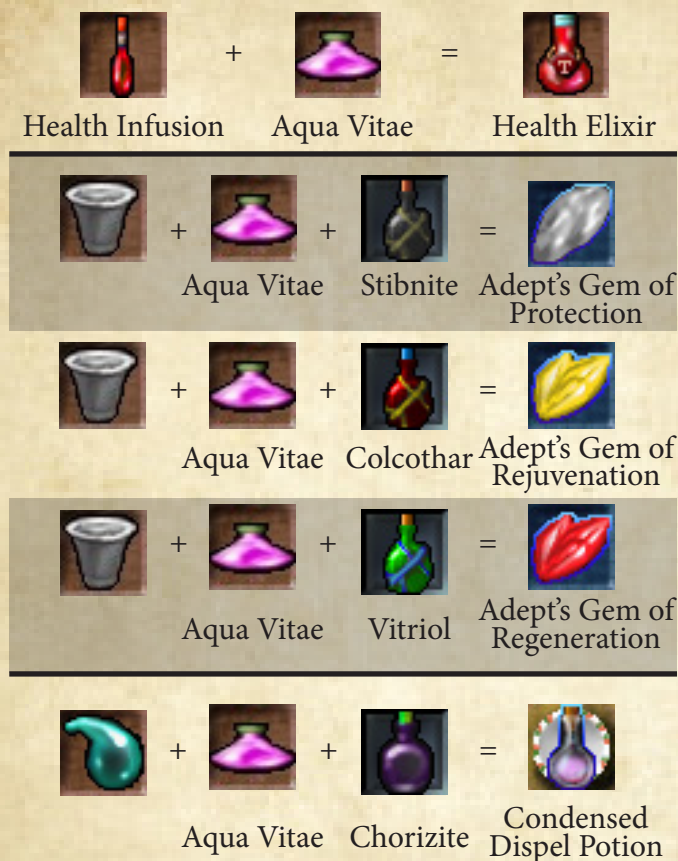 + =
Health Infusion Aqua Vitae Health Elixir
T
+ + =
Aqua Vitae Stibnite Adept's Gem of
Protection
+ + =
Aqua Vitae Colcothar Adept's Gem of
Rejuvenation
+ + =
Aqua Vitae Vitriol Adept's Gem of
Regeneration
+ + =
Aqua Vitae Chorizite Condensed
Dispel Potion